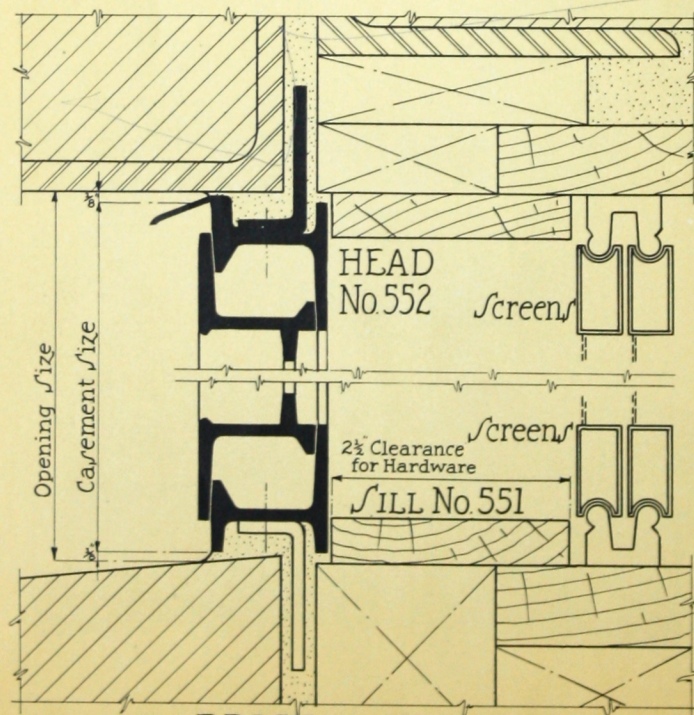 HEAD
No. 552
Screens
Opening Size
Casement Size
Screens
2½" Clearance
for Hardware
SILL No. 551